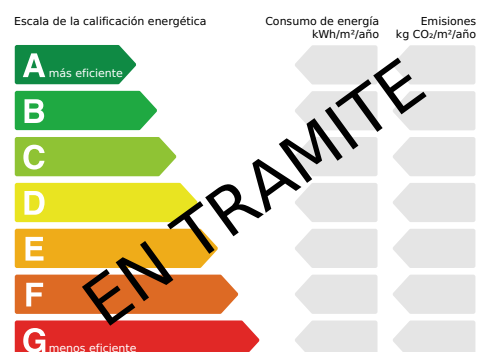 Escala de la calificación energética
Consumo de energía
kWh/m²/año
Emisiones
kg CO₂/m²/año
A más eficiente
B
C
D
E
F
G menos eficiente
EN TRAMITE